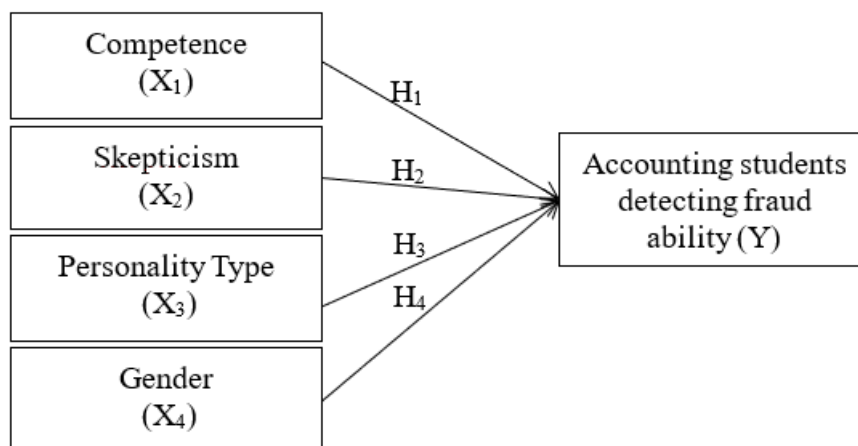 Competence
(X₁)
H₁
Skepticism
(X₂)
H₂
Accounting students
detecting fraud
ability (Y)
Personality Type
(X₃)
H₃
H₄
Gender
(X₄)